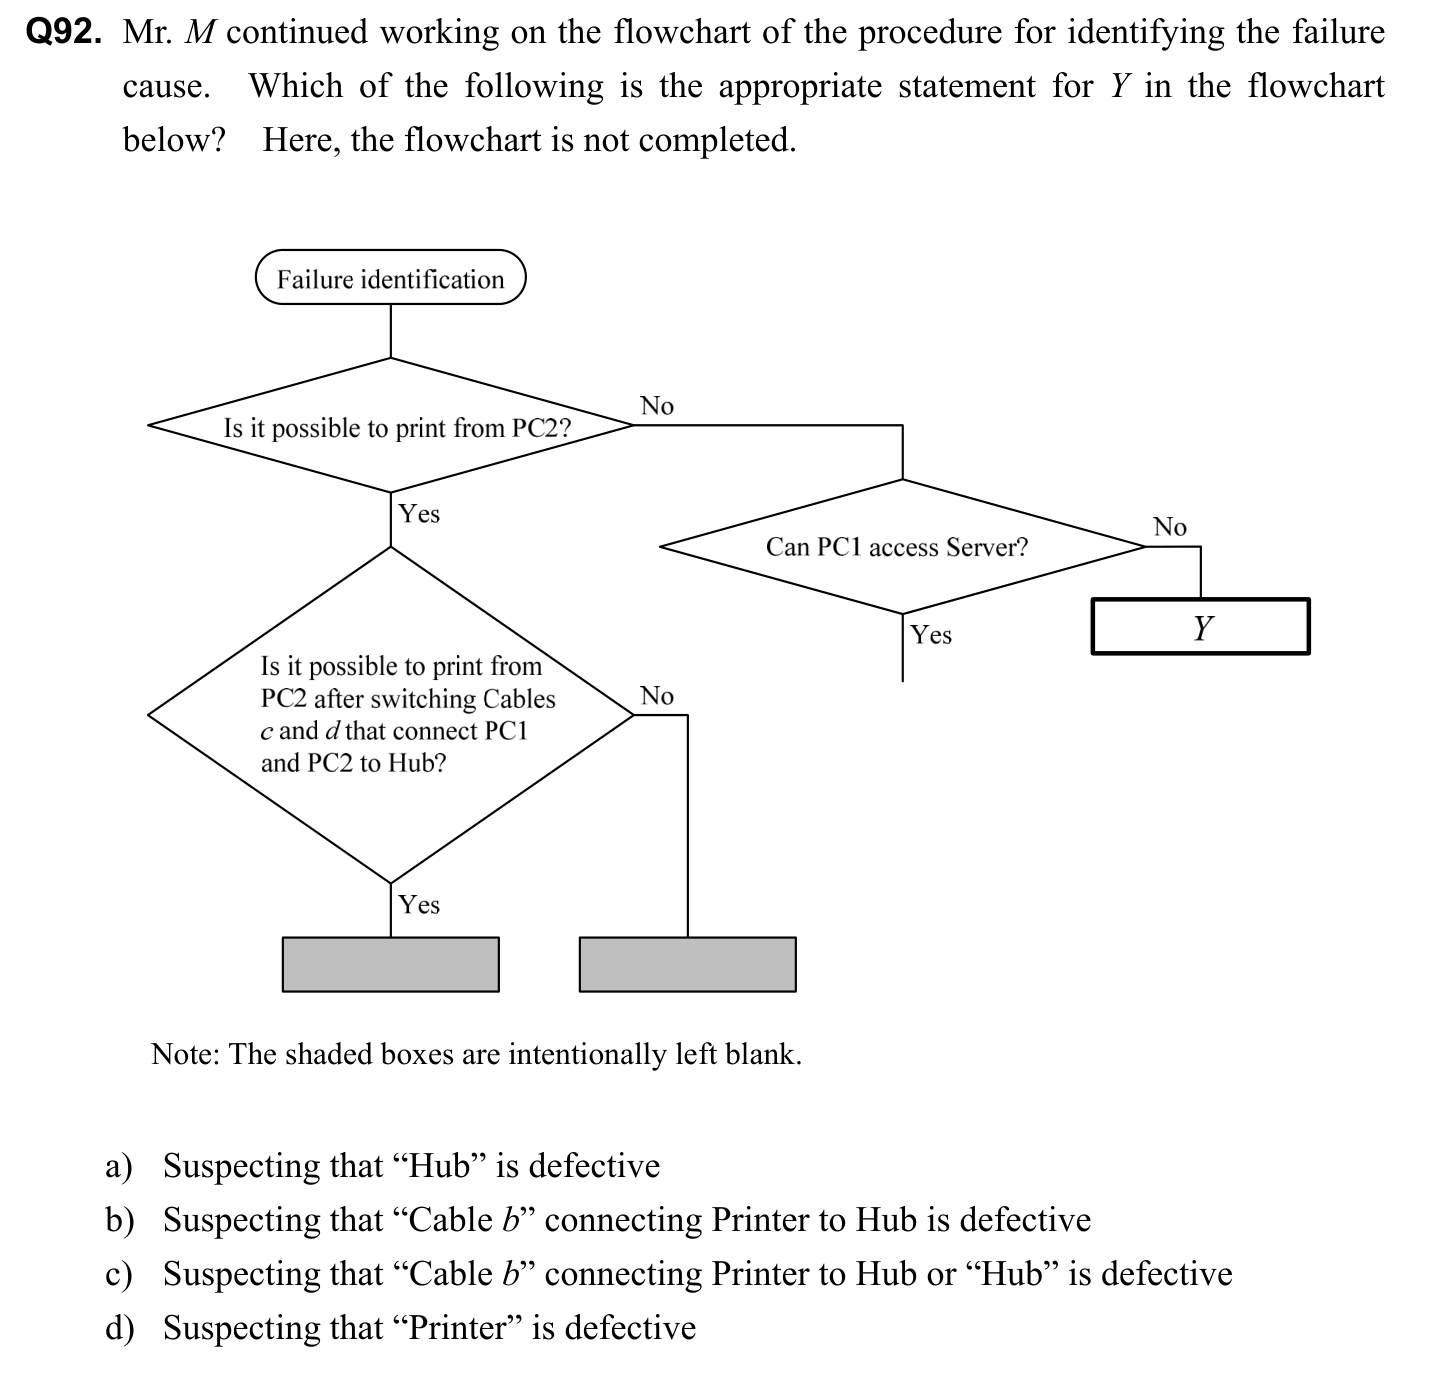 Q92. Mr. M continued working on the flowchart of the procedure for identifying the failure
cause. Which of the following is the appropriate statement for Y in the flowchart
below? Here, the flowchart is not completed.
Failure identification
Is it possible to print from PC2?
No
Yes
Can PC1 access Server?
No
Y
Yes
Is it possible to print from
PC2 after switching Cables
c and d that connect PC1
and PC2 to Hub?
No
Yes
Note: The shaded boxes are intentionally left blank.
a) Suspecting that “Hub” is defective
b) Suspecting that “Cable b” connecting Printer to Hub is defective
c) Suspecting that “Cable b” connecting Printer to Hub or “Hub” is defective
d) Suspecting that “Printer” is defective